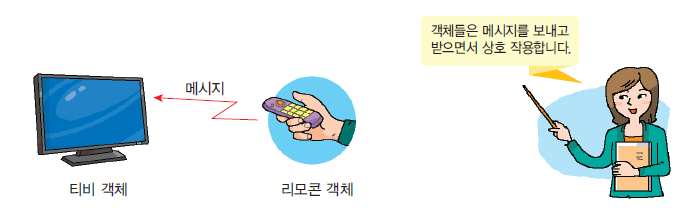 객체들은 메시지를 보내고
받으면서 상호 작용합니다.
메시지
티비 객체
리모콘 객체